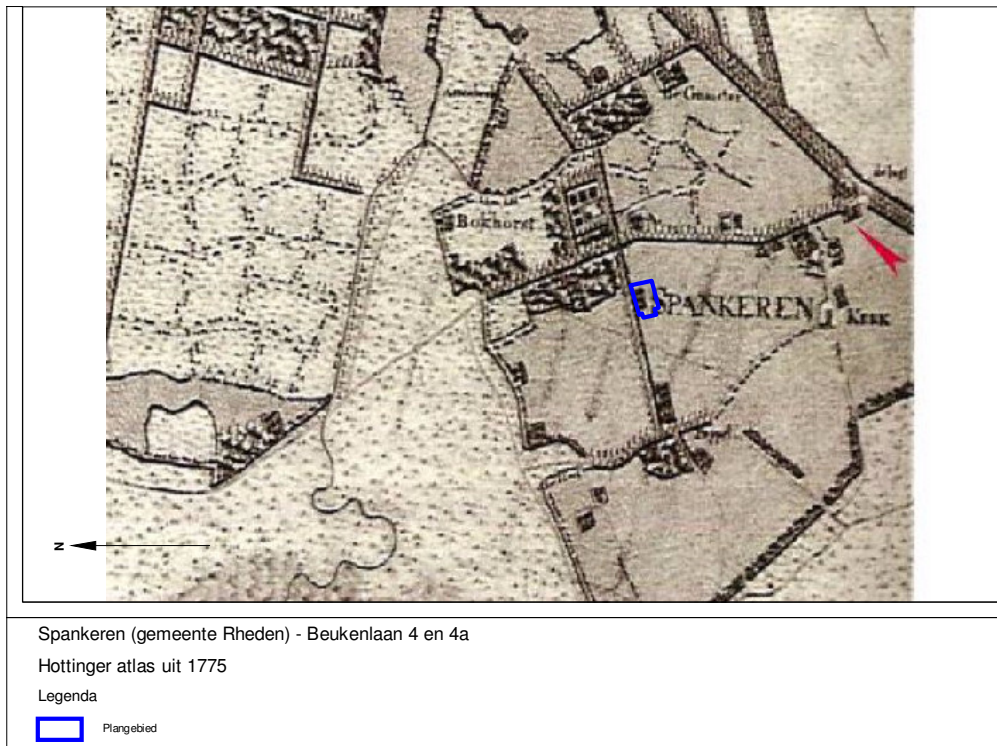 Bokhorst
SPANKEREN
KERK
N
Spankeren (gemeente Rheden) - Beukenlaan 4 en 4a
Hottinger atlas uit 1775
Legenda
Plangebied